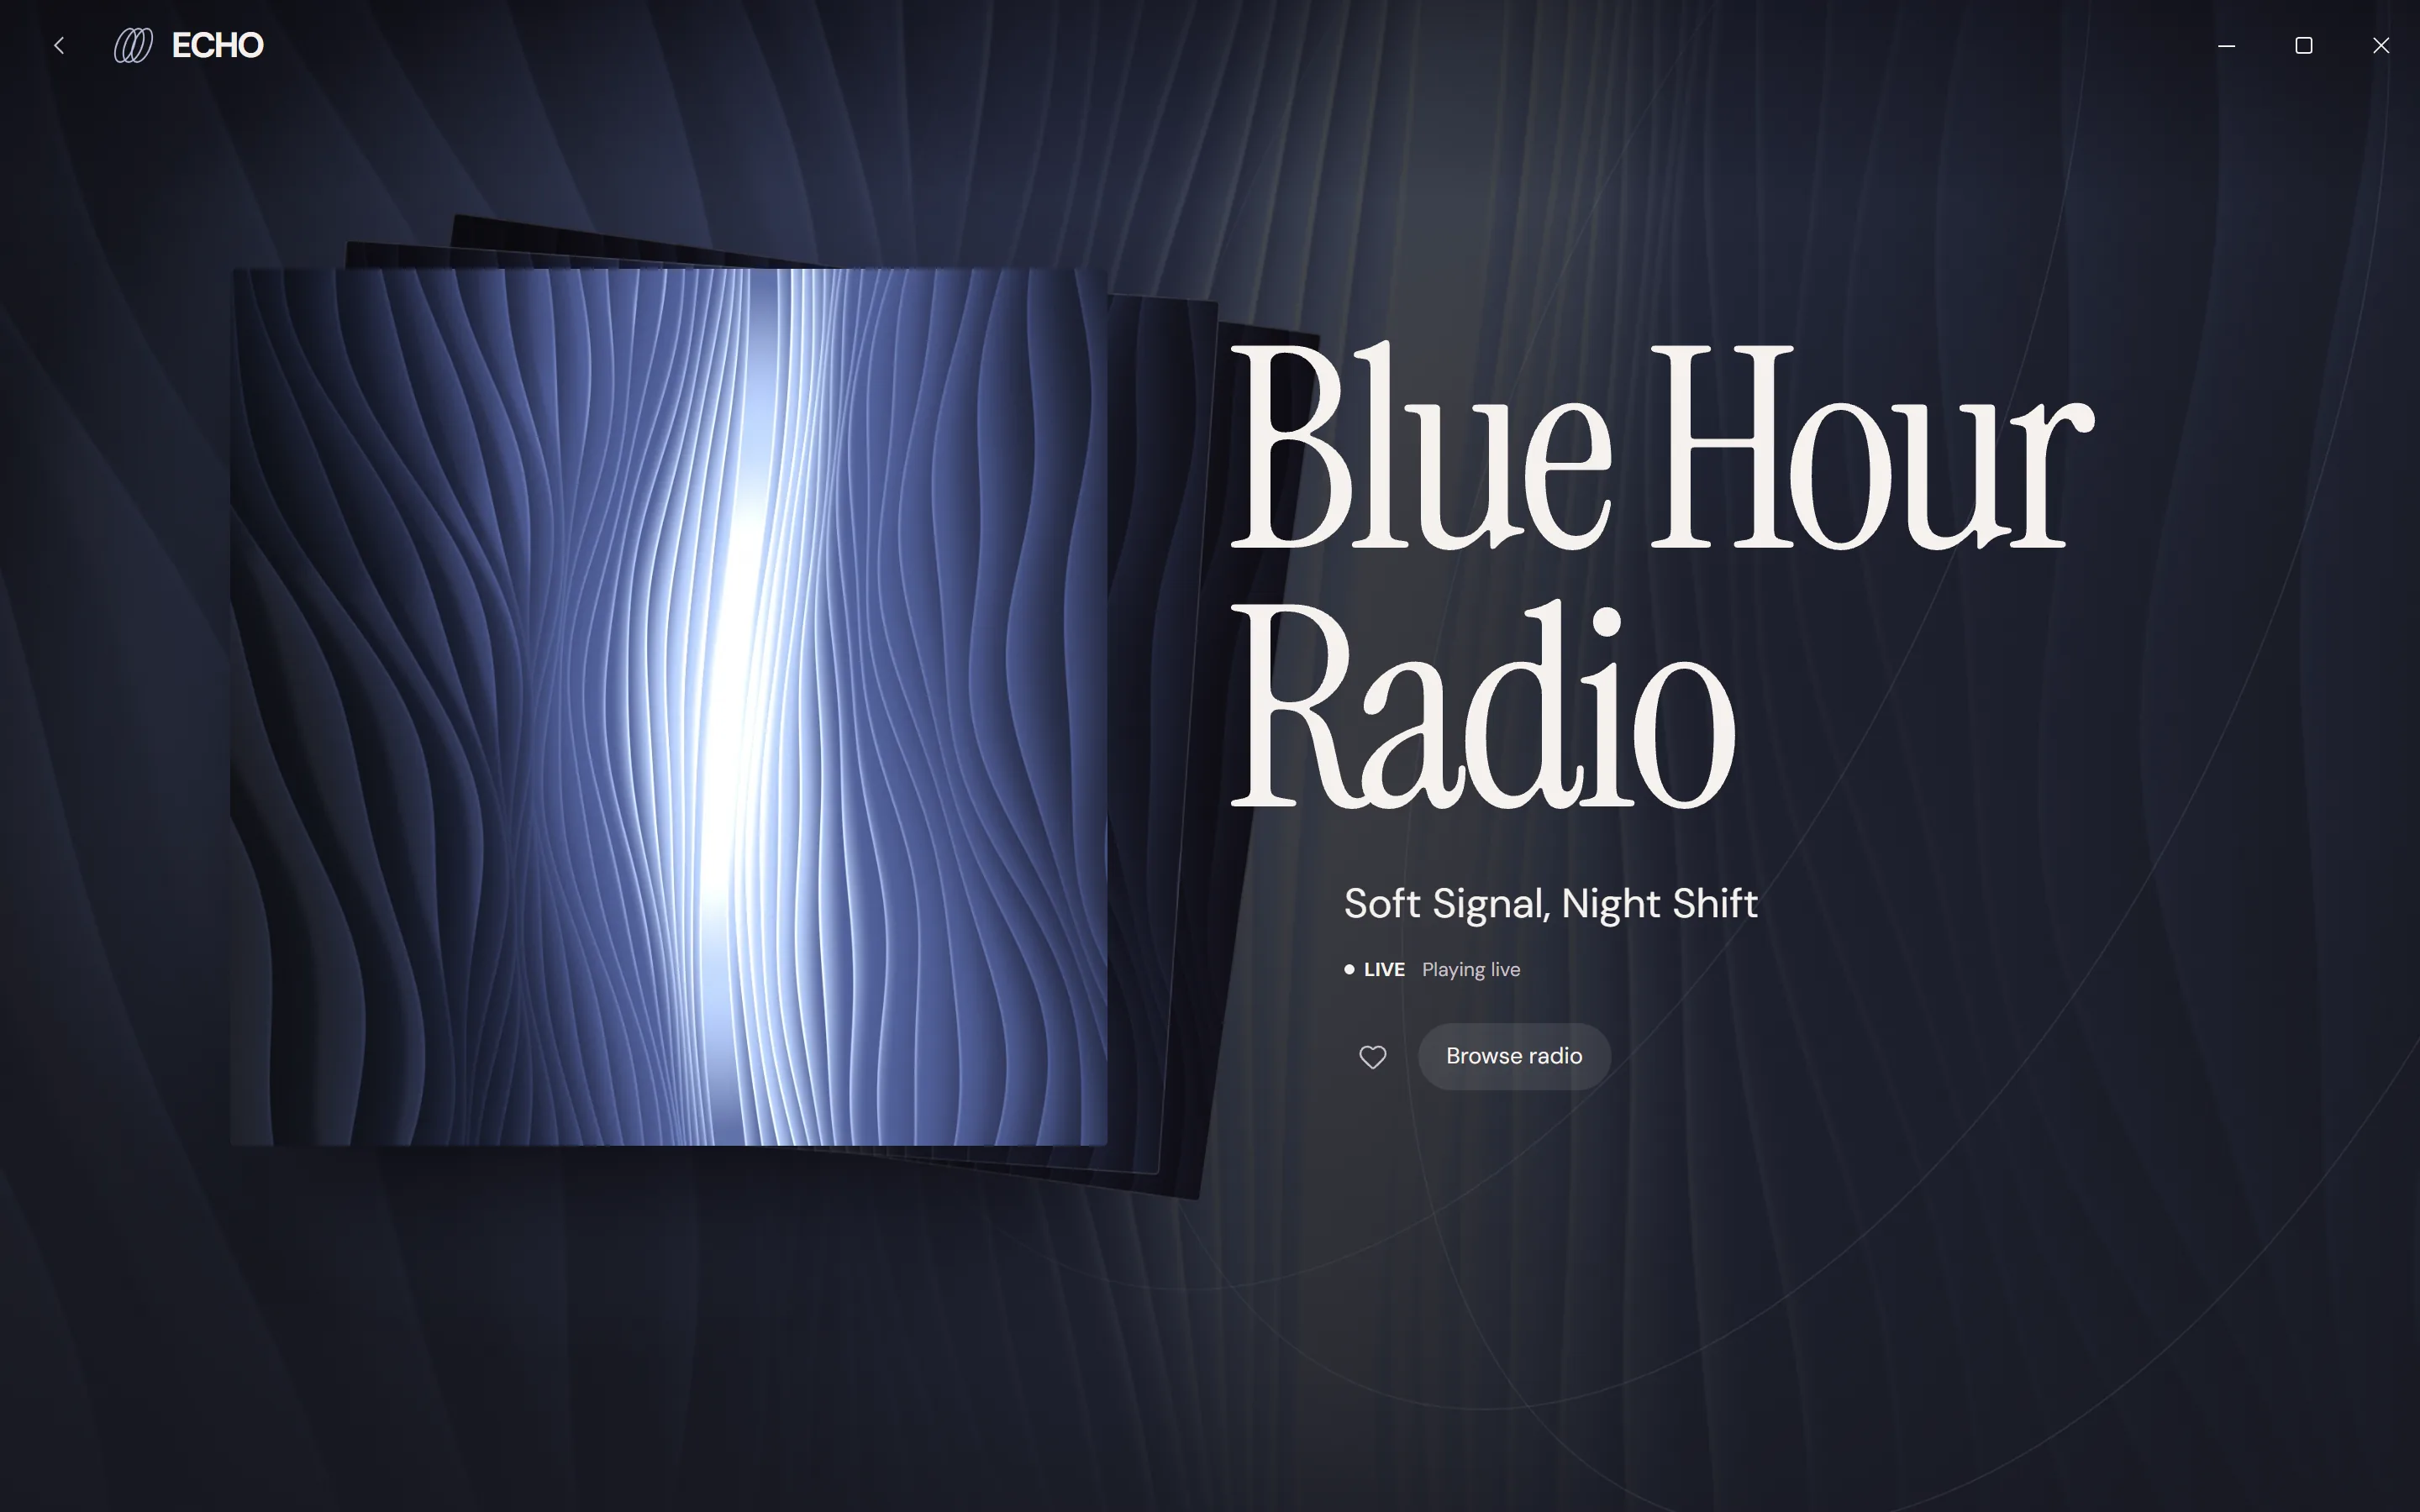 ECHO
Blue Hour
Radio
Soft Signal, Night Shift
LIVE Playing live
Browse radio